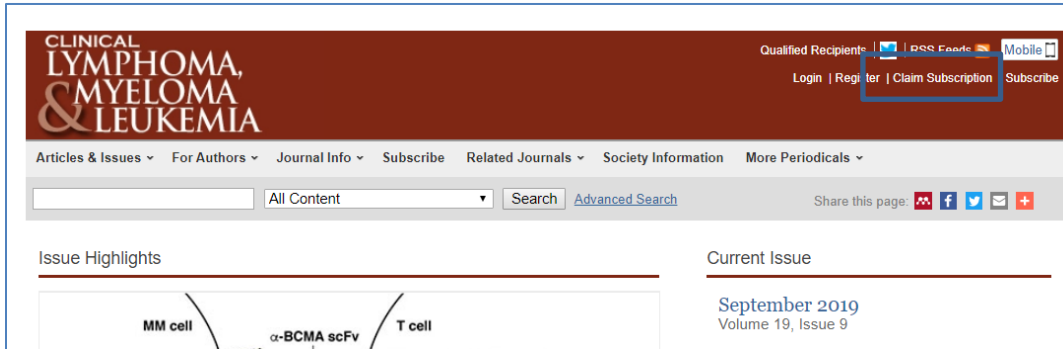 CLINICAL
LYMPHOMA,
MYELOMA
& LEUKEMIA
Qualified Recipients | | RSS Feeds Mobile
Login | Register | Claim Subscription Subscribe
Articles & Issues For Authors Journal Info Subscribe Related Journals Society Information More Periodicals
All Content Search Advanced Search Share this page:
Issue Highlights
Current Issue
September 2019
Volume 19, Issue 9
MM cell
α-BCMA scFv
T cell